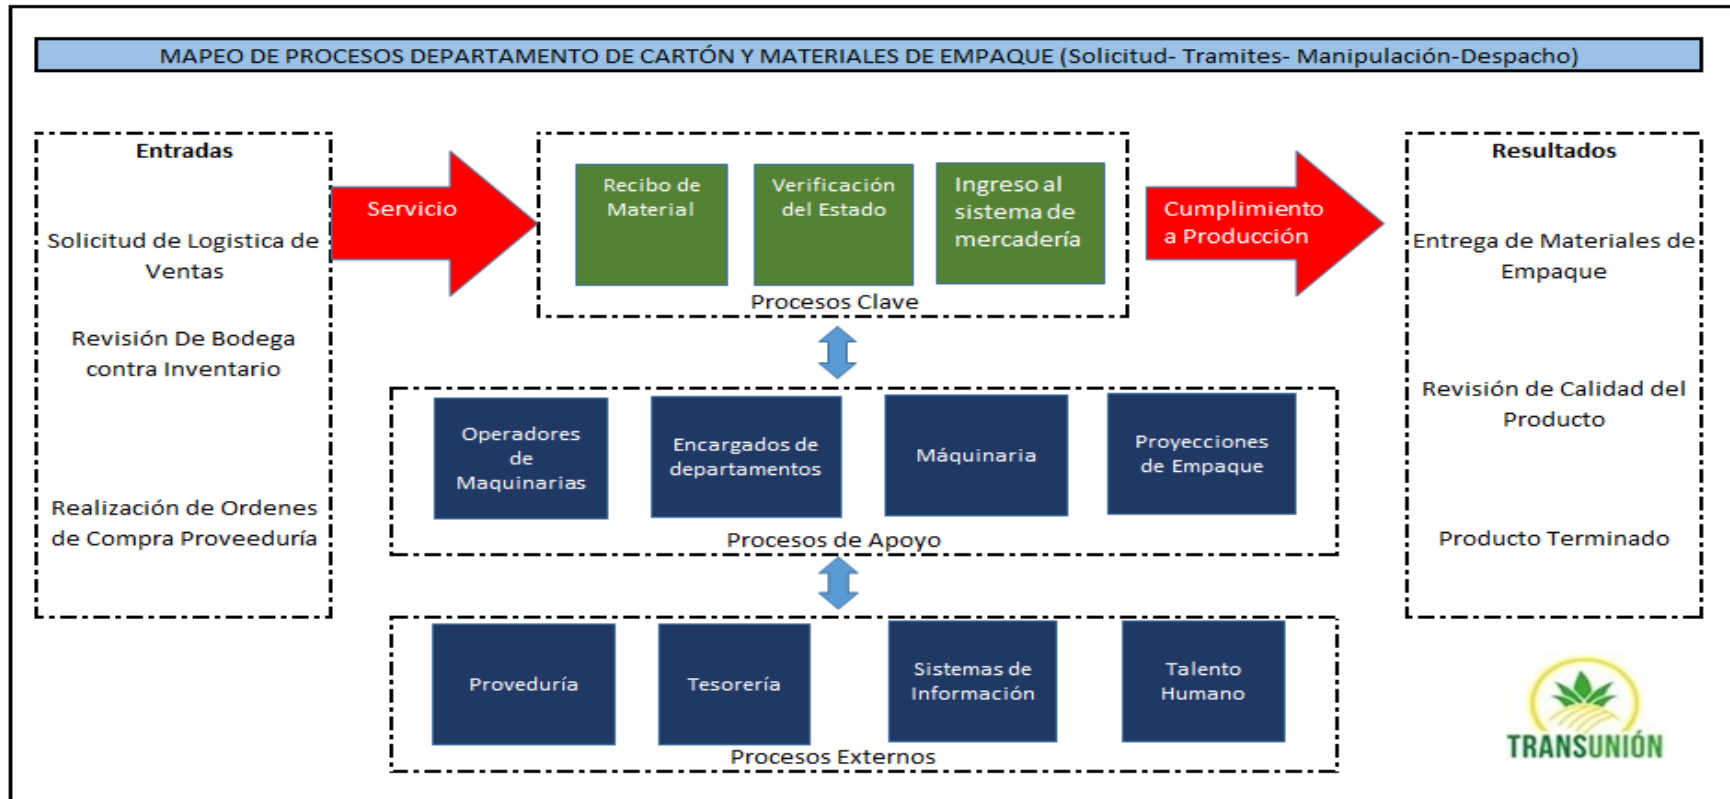 MAPEO DE PROCESOS DEPARTAMENTO DE CARTÓN Y MATERIALES DE EMPAQUE (Solicitud- Tramites- Manipulación-Despacho)
Entradas
Solicitud de Logistica de
Ventas
Revisión De Bodega
contra Inventario
Realización de Ordenes
de Compra Proveeduría
Servicio
Recibo de
Material
Verificación
del Estado
Ingreso al
sistema de
mercadería
Procesos Clave
Cumplimiento
a Producción
Resultados
Entrega de Materiales de
Empaque
Revisión de Calidad del
Producto
Producto Terminado
Operadores
de
Maquinarias
Encargados de
departamentos
Máquinaria
Proyecciones
de Empaque
Procesos de Apoyo
Proveduría
Tesorería
Sistemas de
Información
Talento
Humano
Procesos Externos
TRANSUNIÓN